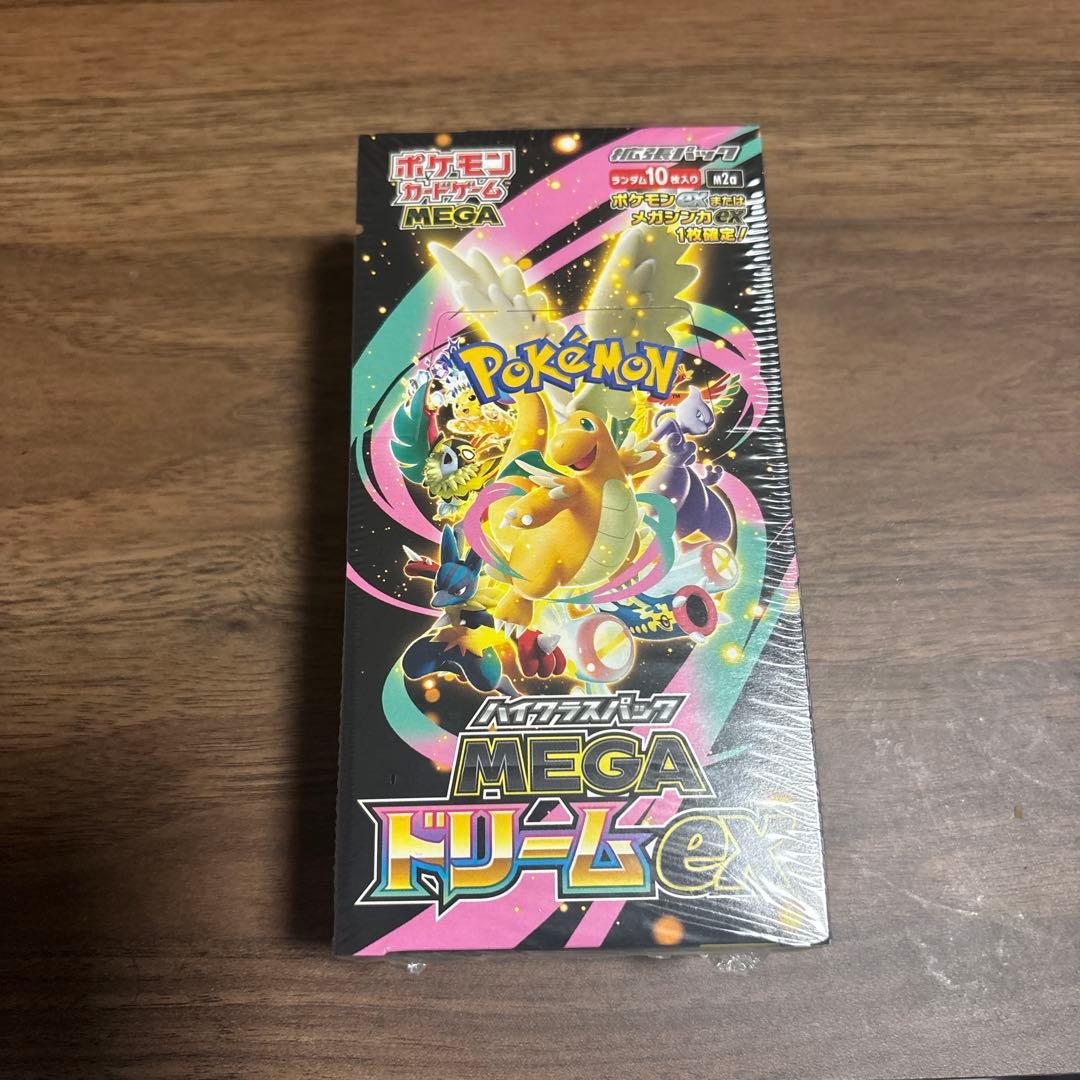 ポケモン
カードゲーム
MEGA
拡張パック
ランダム10枚入り M2a
ポケモンexまたは
メガシンカex
1枚確定!
POKéMON
TM
ハイクラスパック
MEGA
ドリームex